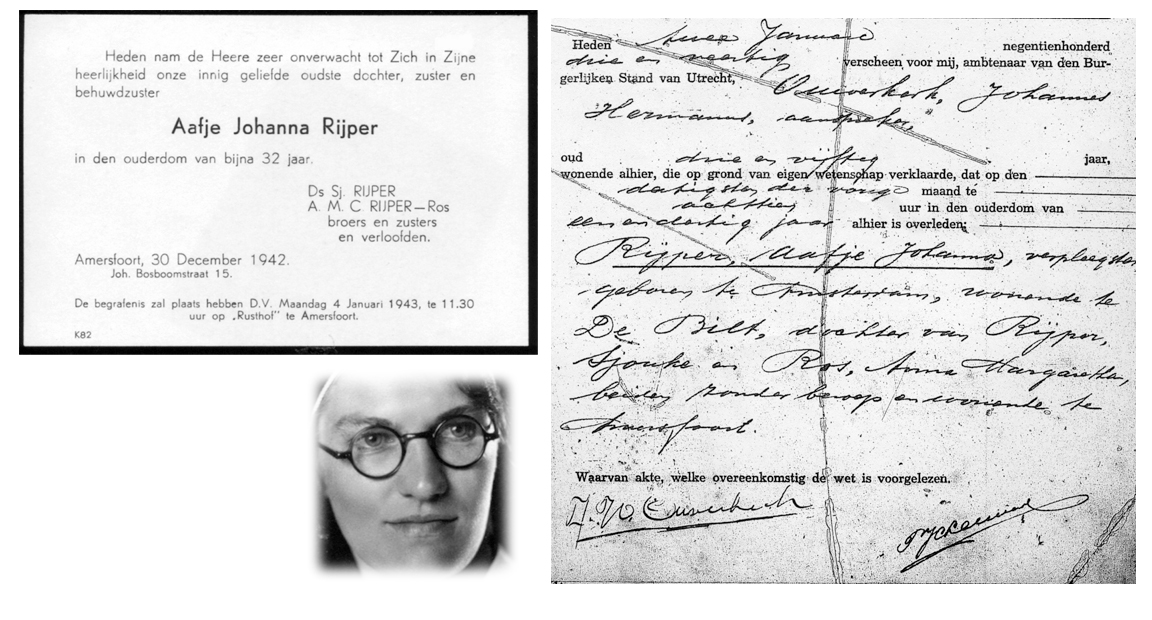 Heden nam de Heere zeer onverwacht tot Zich in Zijne
heerlijkheid onze innig geliefde oudste dochter, zuster en
behuwdzuster
Aafje Johanna Rijper
in den ouderdom van bijna 32 jaar.
Ds Sj. RIJPER
A. M. C. RIJPER—Ros
broers en zusters
en verloofden.
Amersfoort, 30 December 1942.
Joh. Bosboomstraat 15.
De begrafenis zal plaats hebben D.V. Maandag 4 Januari 1943, te 11.30
uur op „Rusthof" te Amersfoort.
K82
Heden twee Januari negentienhonderd
drie en veertig verscheen voor mij, ambtenaar van den Bur-
gerlijken Stand van Utrecht,
Ouwerkerk, Johannes
Hermanus, aanspreker,
oud drie en vijftig jaar,
wonende alhier, die op grond van eigen wetenschap verklaarde, dat op den
dertigsten der vorige maand te
achttien uur in den ouderdom van
een en dertig jaar alhier is overleden:
Rijper, Aafje Johanna, verpleegster
geboren te Amsterdam, wonende te
De Bilt, dochter van Rijper,
Sjouke en Ros, Anna Margaretha,
beiden zonder beroep en wonende te
Amersfoort.
Waarvan akte, welke overeenkomstig de wet is voorgelezen.